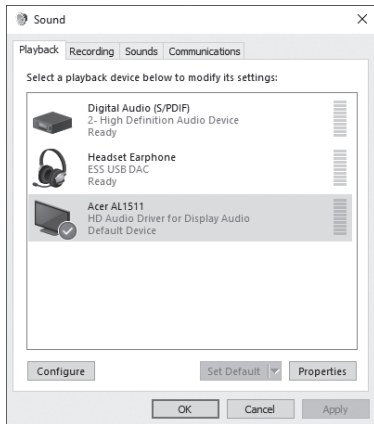 Sound
Playback Recording Sounds Communications
Select a playback device below to modify its settings:
Digital Audio (S/PDIF)
2- High Definition Audio Device
Ready
Headset Earphone
ESS USB DAC
Ready
Acer AL1511
HD Audio Driver for Display Audio
Default Device
Configure Set Default Properties
OK Cancel Apply